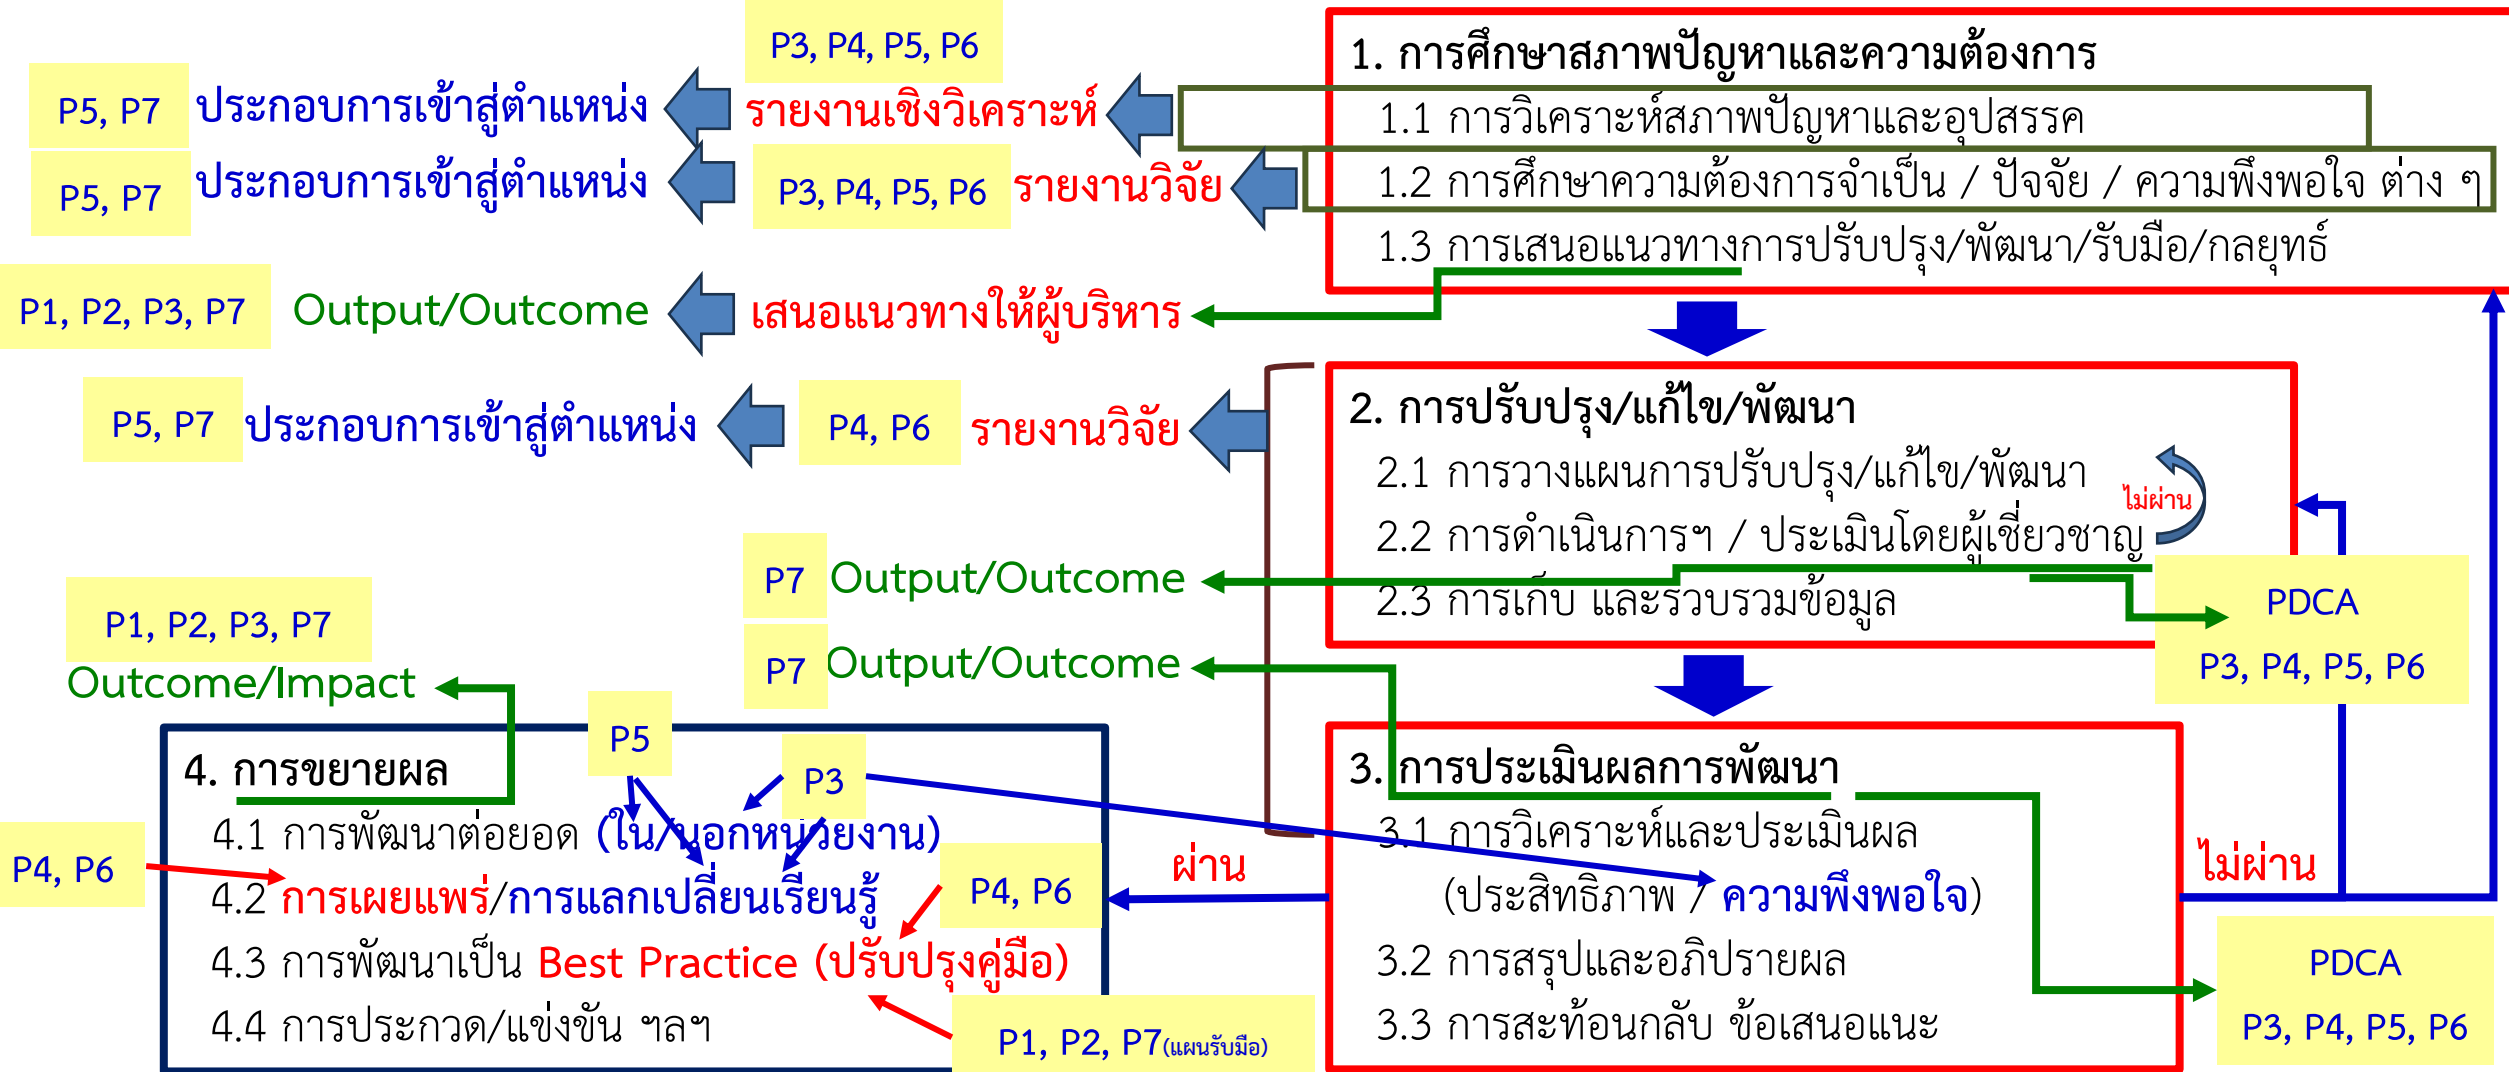 P3, P4, P5, P6
1. การศึกษาสภาพปัญหาและความต้องการ
P5, P7
ประกอบการเข้าสู่ตำแหน่ง
รายงานเชิงวิเคราะห์
1.1 การวิเคราะห์สภาพปัญหาและอุปสรรค
P5, P7
ประกอบการเข้าสู่ตำแหน่ง
P3, P4, P5, P6
รายงานวิจัย
1.2 การศึกษาความต้องการจำเป็น / ปัจจัย / ความพึงพอใจ ต่าง ๆ
1.3 การเสนอแนวทางการปรับปรุง/พัฒนา/รับมือ/กลยุทธ์
P1, P2, P3, P7
Output/Outcome
เสนอแนวทางให้ผู้บริหาร
2. การปรับปรุง/แก้ไข/พัฒนา
P5, P7
ประกอบการเข้าสู่ตำแหน่ง
P4, P6
รายงานวิจัย
2.1 การวางแผนการปรับปรุง/แก้ไข/พัฒนา
ไม่ผ่าน
2.2 การดำเนินการฯ / ประเมินโดยผู้เชี่ยวชาญ
P7
Output/Outcome
2.3 การเก็บ และรวบรวมข้อมูล
PDCA
P3, P4, P5, P6
P1, P2, P3, P7
Outcome/Impact
P7
Output/Outcome
P5
P3
4. การขยายผล
4.1 การพัฒนาต่อยอด (ใน/นอกหน่วยงาน)
P4, P6
4.2 การเผยแพร่/การแลกเปลี่ยนเรียนรู้
P4, P6
4.3 การพัฒนาเป็น Best Practice (ปรับปรุงคู่มือ)
4.4 การประกวด/แข่งขัน ฯลฯ
P1, P2, P7(แผนรับมือ)
ผ่าน
3. การประเมินผลการพัฒนา
3.1 การวิเคราะห์และประเมินผล
(ประสิทธิภาพ / ความพึงพอใจ)
3.2 การสรุปและอภิปรายผล
3.3 การสะท้อนกลับ ข้อเสนอแนะ
ไม่ผ่าน
PDCA
P3, P4, P5, P6